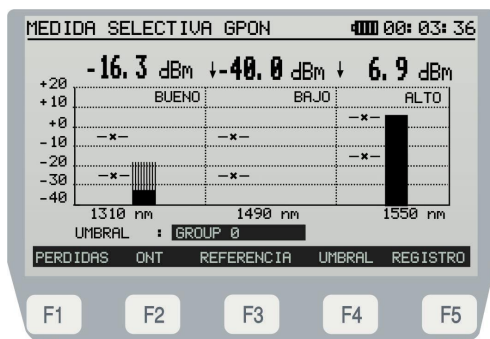 MEDIDA SELECTIVA GPON 00:03:36
-16.3 dBm ↓-40.0 dBm ↓ 6.9 dBm
+20
+10 BUENO BAJO ALTO
+0
-10
-20
-30
-40
1310 nm 1490 nm 1550 nm
UMBRAL : GROUP 0
PERDIDAS ONT REFERENCIA UMBRAL REGISTRO
F1 F2 F3 F4 F5